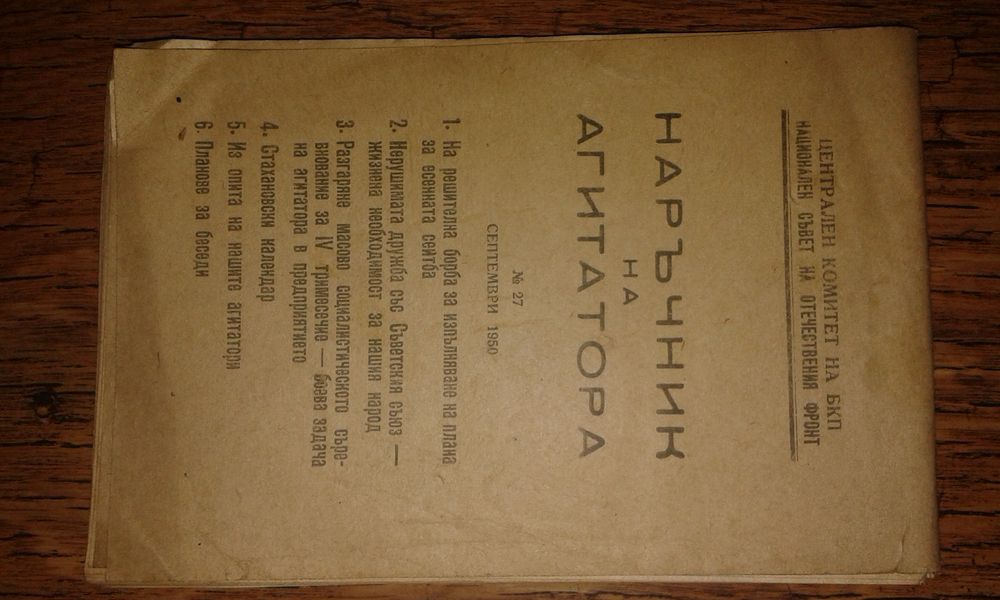 ЦЕНТРАЛЕН КОМИТЕТ НА БКП
НАЦИОНАЛЕН СЪВЕТ НА ОТЕЧЕСТВЕНИЯ ФРОНТ
НАРЪЧНИК
НА
АГИТАТОРА
№ 27
СЕПТЕМВРИ 1950
1. На решителна борба за изпълняване на плана
за есенната сеитба
2. Нерушимата дружба със Съветския съюз —
жизнена необходимост за нашия народ
3. Разгаряне масово социалистическото съре-
внование за IV тримесечие — боева задача
на агитатора в предприятието
4. Стахановски календар
5. Из опита на нашите агитатори
6. Планове за беседи